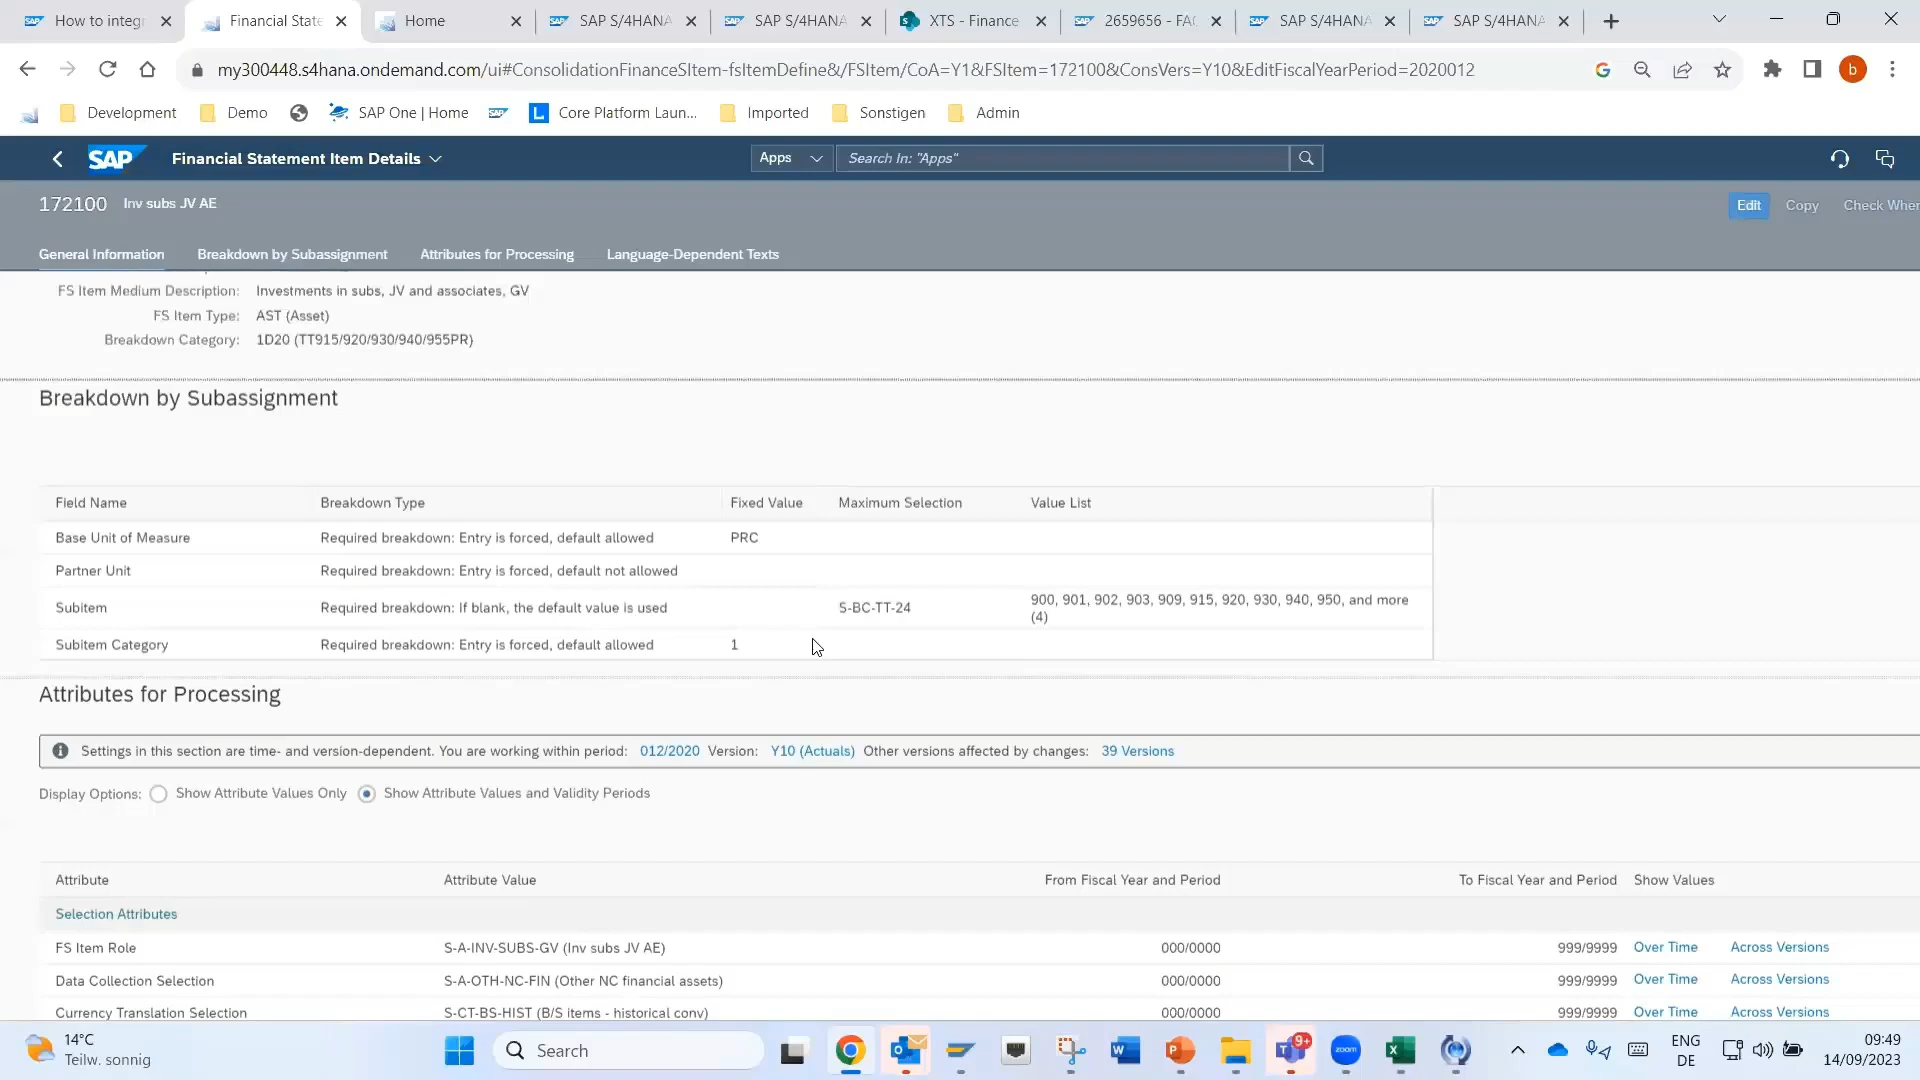 How to integr
Financial State
Home
SAP S/4HANA
SAP S/4HANA
XTS - Finance
2659656 - FAQ
SAP S/4HANA
SAP S/4HANA
my300448.s4hana.ondemand.com/ui#ConsolidationFinanceSItem-fsItemDefine&/FSItem/CoA=Y1&FSItem=172100&ConsVers=Y10&EditFiscalYearPeriod=2020012
b
Development
Demo
SAP One | Home
Core Platform Laun...
Imported
Sonstigen
Admin
SAP
Financial Statement Item Details
Apps
Search In: "Apps"
172100 Inv subs JV AE
Edit
Copy
Check Wher
General Information
Breakdown by Subassignment
Attributes for Processing
Language-Dependent Texts
FS Item Medium Description: Investments in subs, JV and associates, GV
FS Item Type: AST (Asset)
Breakdown Category: 1D20 (TT915/920/930/940/955PR)
Breakdown by Subassignment
Field Name Breakdown Type Fixed Value Maximum Selection Value List
Base Unit of Measure Required breakdown: Entry is forced, default allowed PRC
Partner Unit Required breakdown: Entry is forced, default not allowed
Subitem Required breakdown: If blank, the default value is used S-BC-TT-24 900, 901, 902, 903, 909, 915, 920, 930, 940, 950, and more
(4)
Subitem Category Required breakdown: Entry is forced, default allowed 1
Attributes for Processing
Settings in this section are time- and version-dependent. You are working within period: 012/2020 Version: Y10 (Actuals) Other versions affected by changes: 39 Versions
Display Options: Show Attribute Values Only Show Attribute Values and Validity Periods
Attribute Attribute Value From Fiscal Year and Period To Fiscal Year and Period Show Values
Selection Attributes
FS Item Role S-A-INV-SUBS-GV (Inv subs JV AE) 000/0000 999/9999 Over Time Across Versions
Data Collection Selection S-A-OTH-NC-FIN (Other NC financial assets) 000/0000 999/9999 Over Time Across Versions
Currency Translation Selection S-CT-BS-HIST (B/S items - historical conv) 000/0000 999/9999 Over Time Across Versions
14°C
Teilw. sonnig
Search
9+
zoom
ENG
DE
09:49
14/09/2023